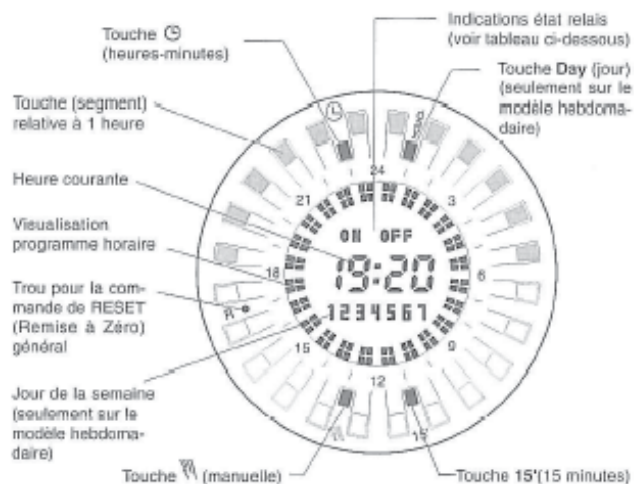 Touche
(heures-minutes)
Indications état relais
(voir tableau ci-dessous)
Touche Day (jour)
(seulement sur le
modèle hebdoma-
daire)
Touche (segment)
relative à 1 heure
Heure courante
Visualisation
programme horaire
Trou pour la com-
mande de RESET
(Remise à Zéro)
général
Jour de la semaine
(seulement sur le
modèle hebdoma-
daire)
24
21
3
18
6
15
9
12
ON OFF
19:20
1234567
R
15'
Touche (manuelle)
Touche 15'(15 minutes)